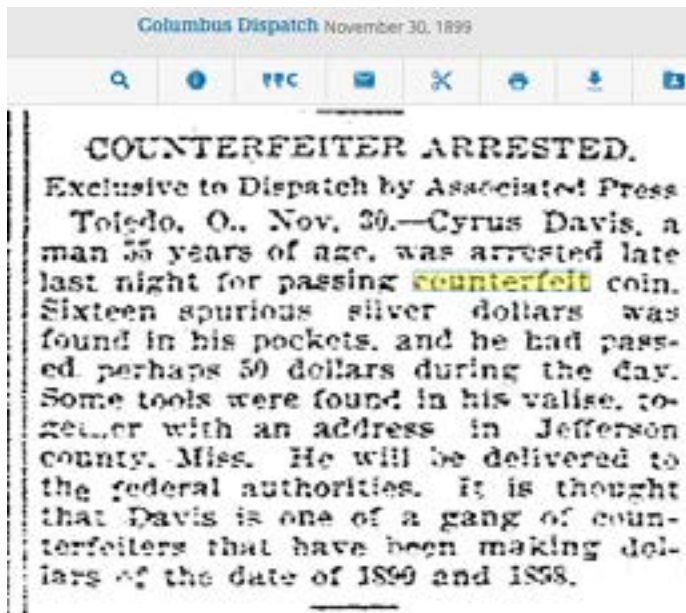 Columbus Dispatch November 30, 1899
COUNTERFEITER ARRESTED.
Exclusive to Dispatch by Associated Press
Toledo, O., Nov. 30.—Cyrus Davis, a
man 55 years of age, was arrested late
last night for passing counterfeit coin.
Sixteen spurious silver dollars was
found in his pockets, and he had pass-
ed perhaps 50 dollars during the day.
Some tools were found in his valise, to-
gether with an address in Jefferson
county, Miss. He will be delivered to
the federal authorities. It is thought
that Davis is one of a gang of coun-
terfeiters that have been making dol-
lars of the date of and